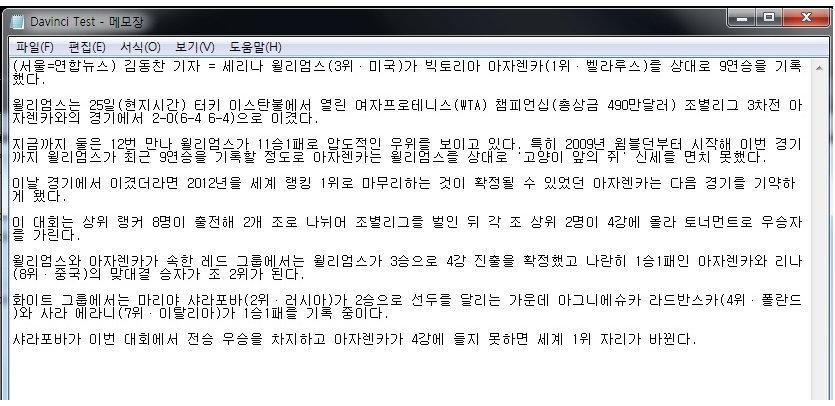 Davinci Test - 메모장
파일(F) 편집(E) 서식(O) 보기(V) 도움말(H)
(서울=연합뉴스) 김동찬 기자 = 세리나 윌리엄스(3위·미국)가 빅토리아 아자렌카(1위·벨라루스)를 상대로 9연승을 기록
했다.
윌리엄스는 25일(현지시간) 터키 이스탄불에서 열린 여자프로테니스(WTA) 챔피언십(총상금 490만달러) 조별리그 3차전 아
자렌카와의 경기에서 2-0(6-4 6-4)으로 이겼다.
지금까지 둘은 12번 만나 윌리엄스가 11승1패로 압도적인 우위를 보이고 있다. 특히 2009년 윔블던부터 시작해 이번 경기
까지 윌리엄스가 최근 9연승을 기록할 정도로 아자렌카는 윌리엄스를 상대로 '고양이 앞의 쥐' 신세를 면치 못했다.
이날 경기에서 이겼더라면 2012년을 세계 랭킹 1위로 마무리하는 것이 확정될 수 있었던 아자렌카는 다음 경기를 기약하
게 됐다.
이 대회는 상위 랭커 8명이 출전해 2개 조로 나뉘어 조별리그를 벌인 뒤 각 조 상위 2명이 4강에 올라 토너먼트로 우승자
를 가린다.
윌리엄스와 아자렌카가 속한 레드 그룹에서는 윌리엄스가 3승으로 4강 진출을 확정했고 나란히 1승1패인 아자렌카와 리나
(8위·중국)의 맞대결 승자가 조 2위가 된다.
화이트 그룹에서는 마리야 샤라포바(2위·러시아)가 2승으로 선두를 달리는 가운데 아그니에슈카 라드반스카(4위·폴란드
)와 사라 에라니(7위·이탈리아)가 1승1패를 기록 중이다.
샤라포바가 이번 대회에서 전승 우승을 차지하고 아자렌카가 4강에 들지 못하면 세계 1위 자리가 바뀐다.